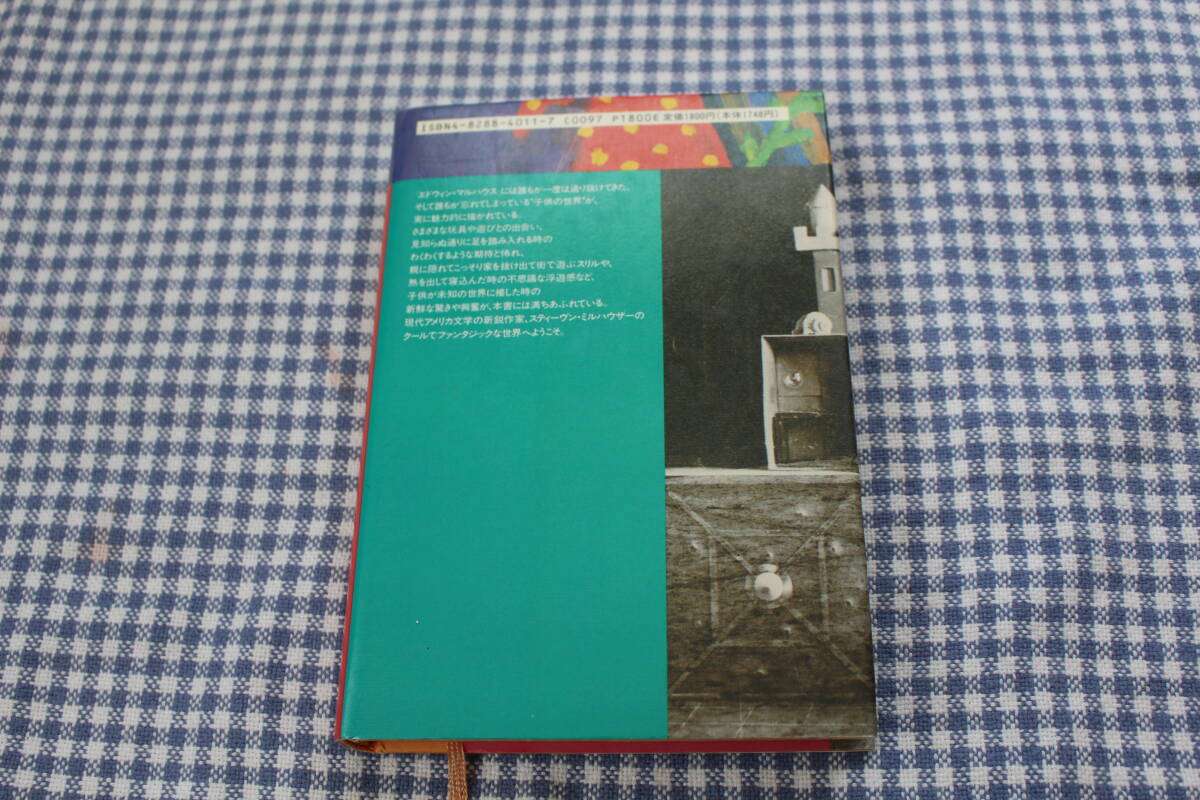 ISBN4-8288-4011-7 C0097 P1800E 定価1800円(本体1748円)
『エドウィン・マルハウス』には誰もが一度は通り抜けてきた、
そして誰もが忘れてしまっている"子供の世界"が、
実に魅力的に描かれている。
さまざまな玩具や遊びとの出会い、
見知らぬ通りに足を踏み入れる時の
わくわくするような期待と怖れ、
親に隠れてこっそり家を抜け出て街で遊ぶスリルや、
熱を出して寝込んだ時の不思議な浮遊感など、
子供が未知の世界に接した時の
新鮮な驚きや興奮が、本書には満ちあふれている。
現代アメリカ文学の新鋭作家、スティーヴン・ミルハウザーの
クールでファンタジックな世界へようこそ。